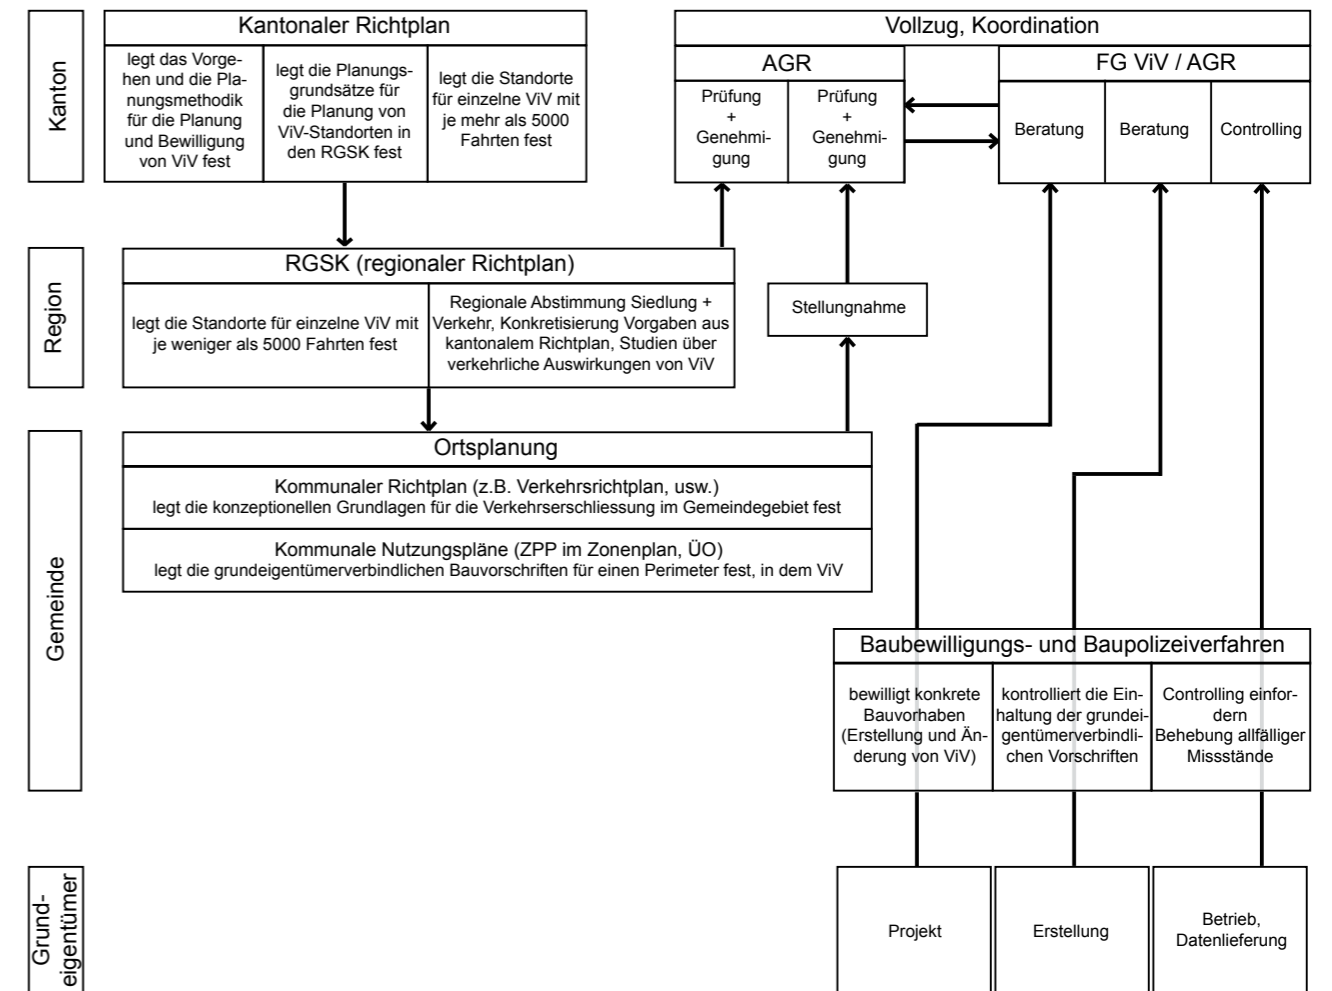 Kanton
Kantonaler Richtplan
legt das Vorge-
hen und die Pla-
nungsmethodik
für die Planung
und Bewilligung
von ViV fest
legt die Planungs-
grundsätze für
die Planung von
ViV-Standorten in
den RGSK fest
legt die Standorte
für einzelne ViV mit
je mehr als 5000
Fahrten fest
Vollzug, Koordination
AGR
Prüfung
+
Genehmi-
gung
Prüfung
+
Genehmi-
gung
FG ViV / AGR
Beratung
Beratung
Controlling
Region
RGSK (regionaler Richtplan)
legt die Standorte für einzelne ViV mit
je weniger als 5000 Fahrten fest
Regionale Abstimmung Siedlung +
Verkehr, Konkretisierung Vorgaben aus
kantonalem Richtplan, Studien über
verkehrliche Auswirkungen von ViV
Stellungnahme
Gemeinde
Ortsplanung
Kommunaler Richtplan (z.B. Verkehrsrichtplan, usw.)
legt die konzeptionellen Grundlagen für die Verkehrserschliessung im Gemeindegebiet fest
Kommunale Nutzungspläne (ZPP im Zonenplan, ÜO)
legt die grundeigentümerverbindlichen Bauvorschriften für einen Perimeter fest, in dem ViV
Baubewilligungs- und Baupolizeiverfahren
bewilligt konkrete
Bauvorhaben
(Erstellung und Än-
derung von ViV)
kontrolliert die Ein-
haltung der grundei-
gentümerverbindli-
chen Vorschriften
Controlling einfor-
dern
Behebung allfälliger
Missstände
Grund-
eigentümer
Projekt
Erstellung
Betrieb,
Datenlieferung